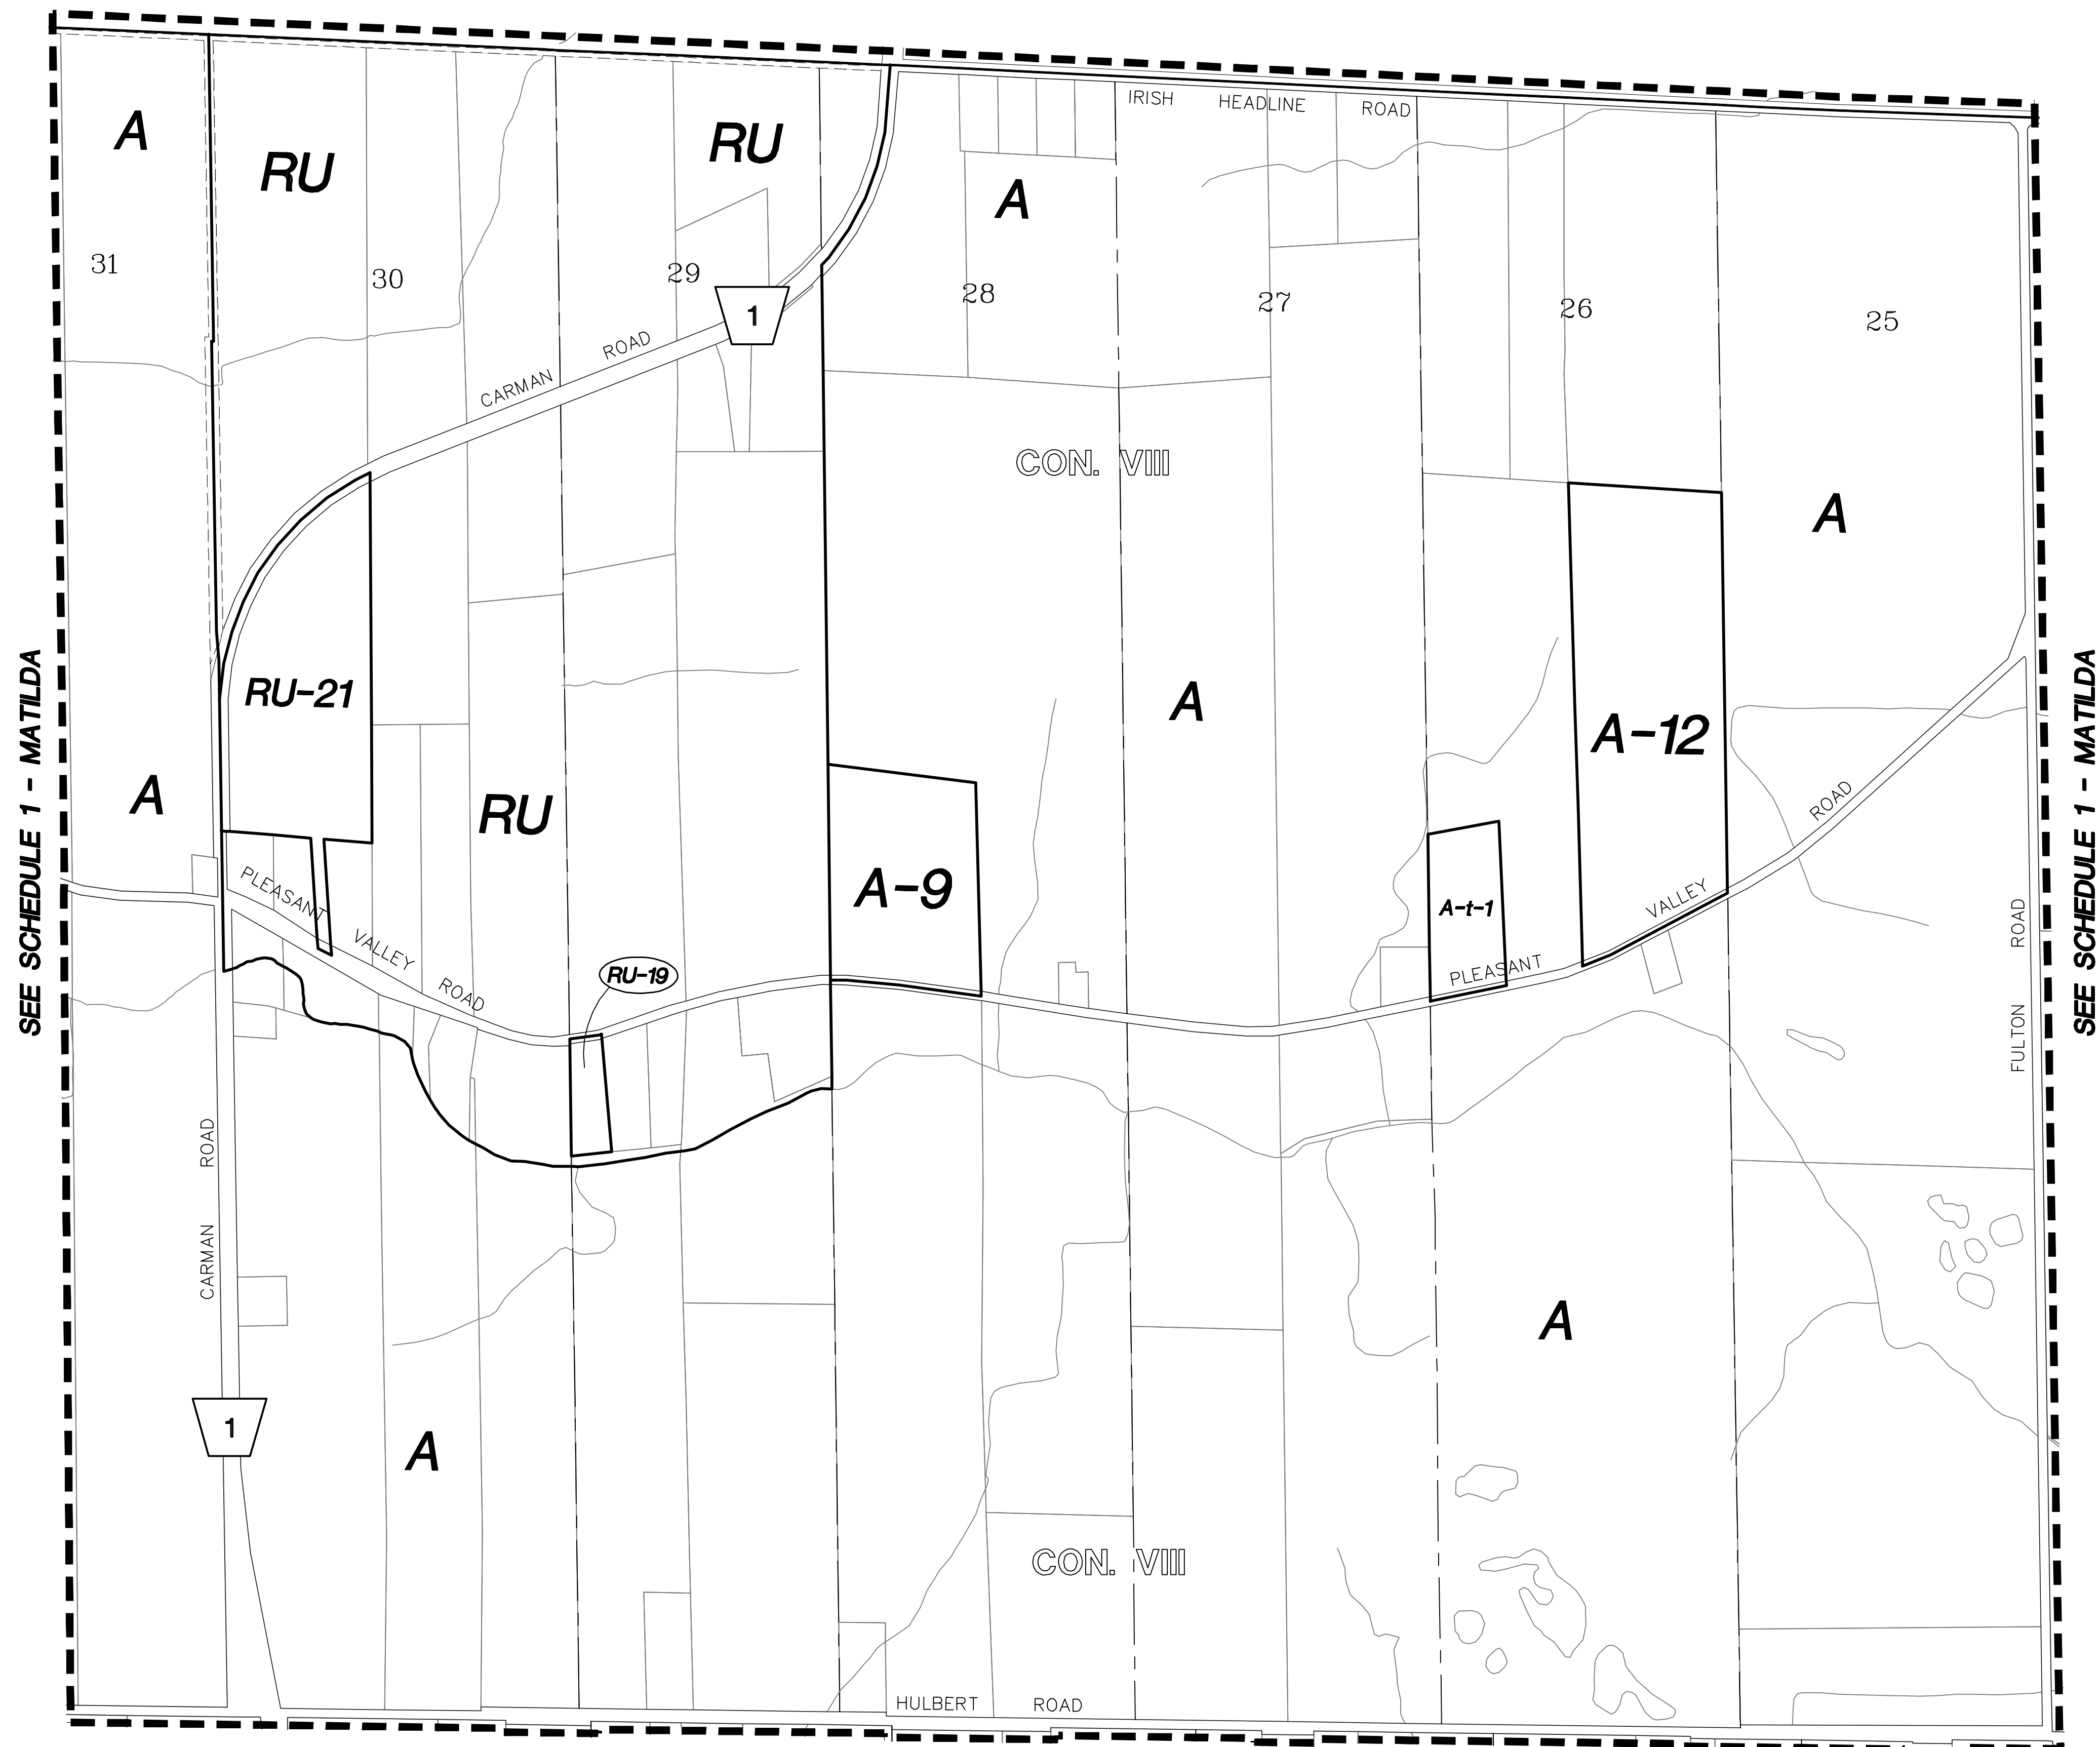 IRISH HEADLINE ROAD
A
RU
RU
A
31
30
29
28
27
26
25
1
CARMAN ROAD
CON. VIII
A
RU-21
A
A-12
SEE SCHEDULE 1 - MATILDA
SEE SCHEDULE 1 - MATILDA
A
RU
ROAD
A-9
PLEASANT
VALLEY
ROAD
A-t-1
VALLEY
PLEASANT
RU-19
FULTON ROAD
CARMAN ROAD
A
1
A
CON. VIII
HULBERT ROAD